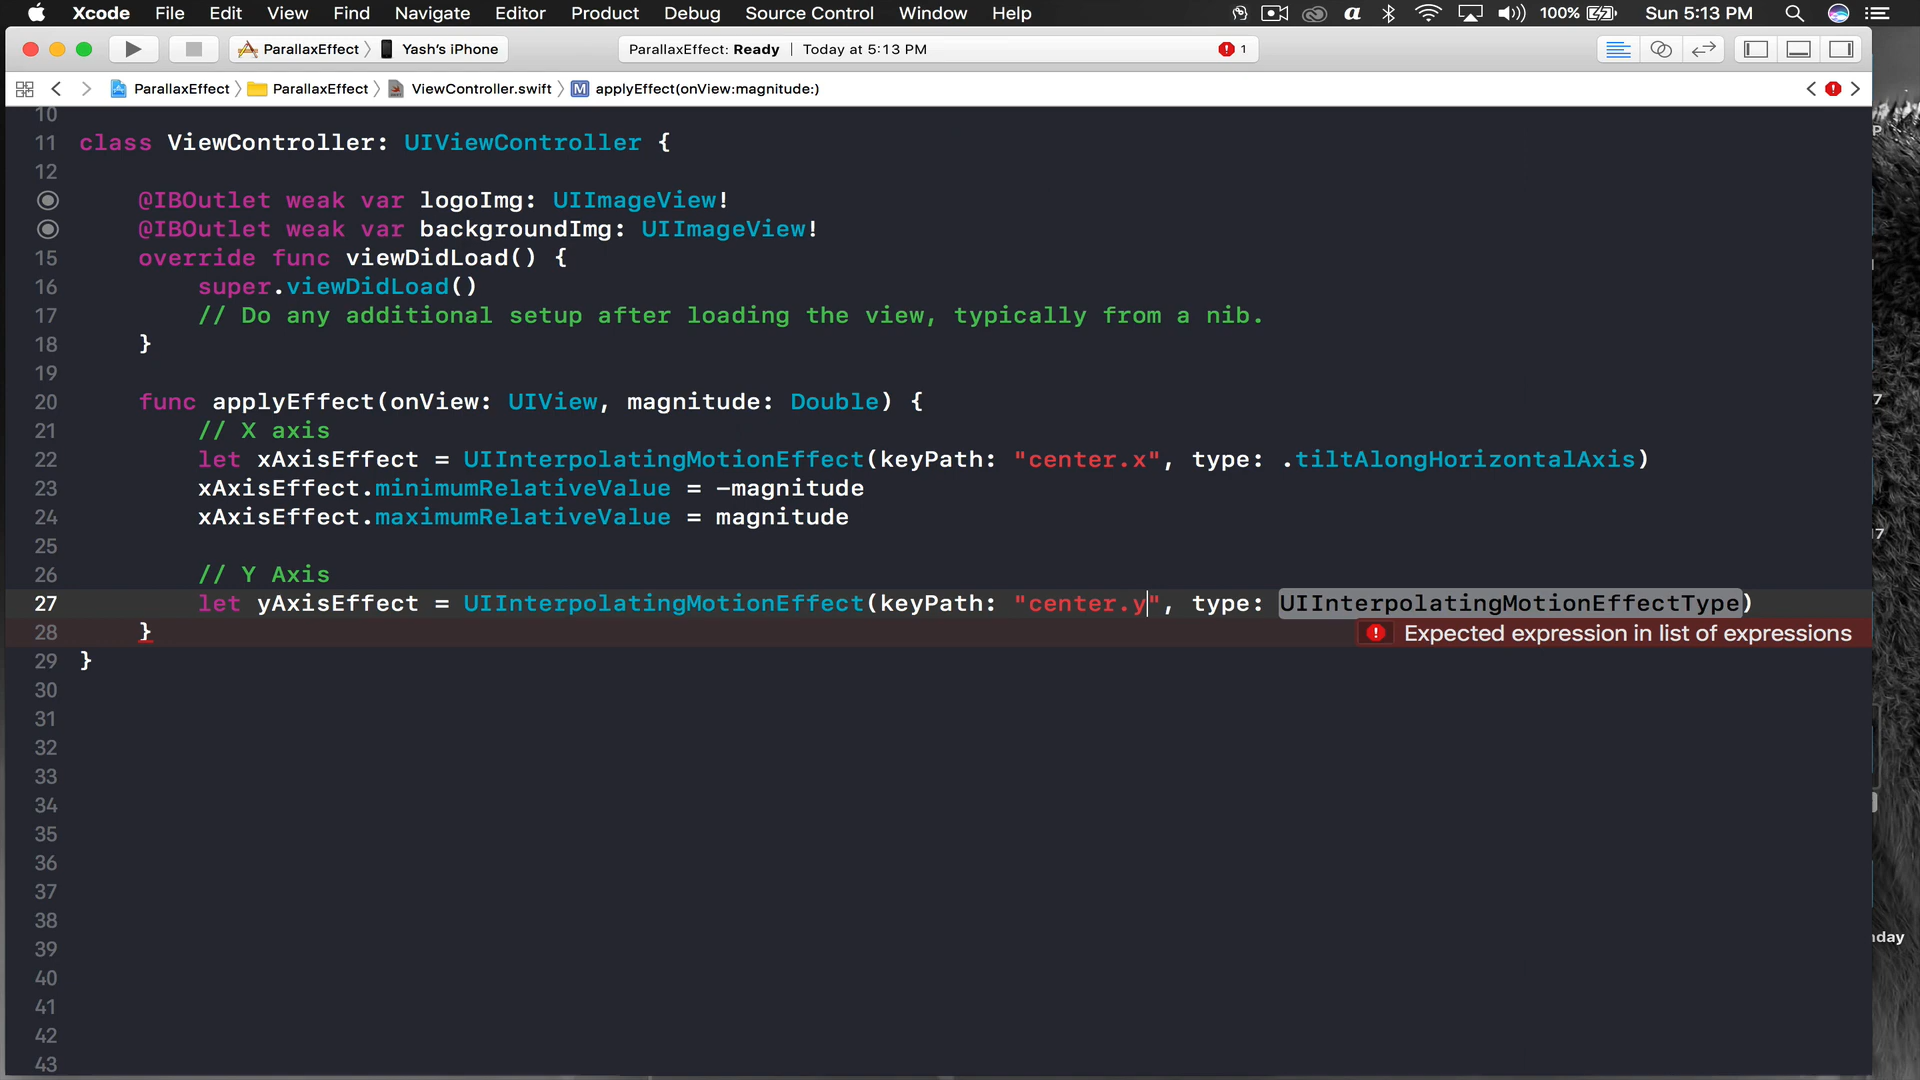 Xcode File Edit View Find Navigate Editor Product Debug Source Control Window Help a 100% Sun 5:13 PM
ParallaxEffect Yash's iPhone ParallaxEffect: Ready | Today at 5:13 PM 1
ParallaxEffect ParallaxEffect ViewController.swift M applyEffect(onView:magnitude:)
10
11 class ViewController: UIViewController {
12
@IBOutlet weak var logoImg: UIImageView!
@IBOutlet weak var backgroundImg: UIImageView!
15 override func viewDidLoad() {
16 super.viewDidLoad()
17 // Do any additional setup after loading the view, typically from a nib.
18 }
19
20 func applyEffect(onView: UIView, magnitude: Double) {
21 // X axis
22 let xAxisEffect = UIInterpolatingMotionEffect(keyPath: "center.x", type: .tiltAlongHorizontalAxis)
23 xAxisEffect.minimumRelativeValue = -magnitude
24 xAxisEffect.maximumRelativeValue = magnitude
25
26 // Y Axis
27 let yAxisEffect = UIInterpolatingMotionEffect(keyPath: "center.y", type: UIInterpolatingMotionEffectType)
28 } Expected expression in list of expressions
29 }
30
31
32
33
34
35
36
37
38
39
40
41
42
43